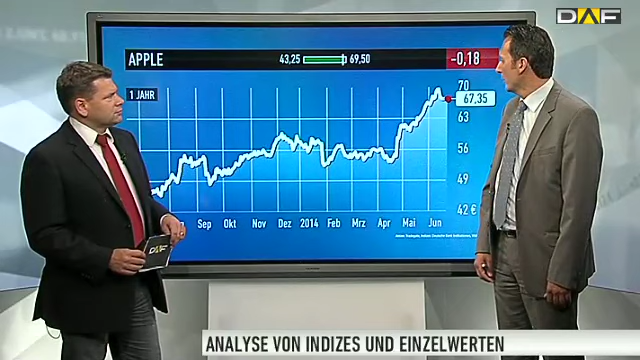 DAF
APPLE 43,25 69,50 -0,18
1 JAHR
70
67,35
63
56
49
42 €
Sep Okt Nov Dez 2014 Feb Mrz Apr Mai Jun
DAF
ANALYSE VON INDIZES UND EINZELWERTEN